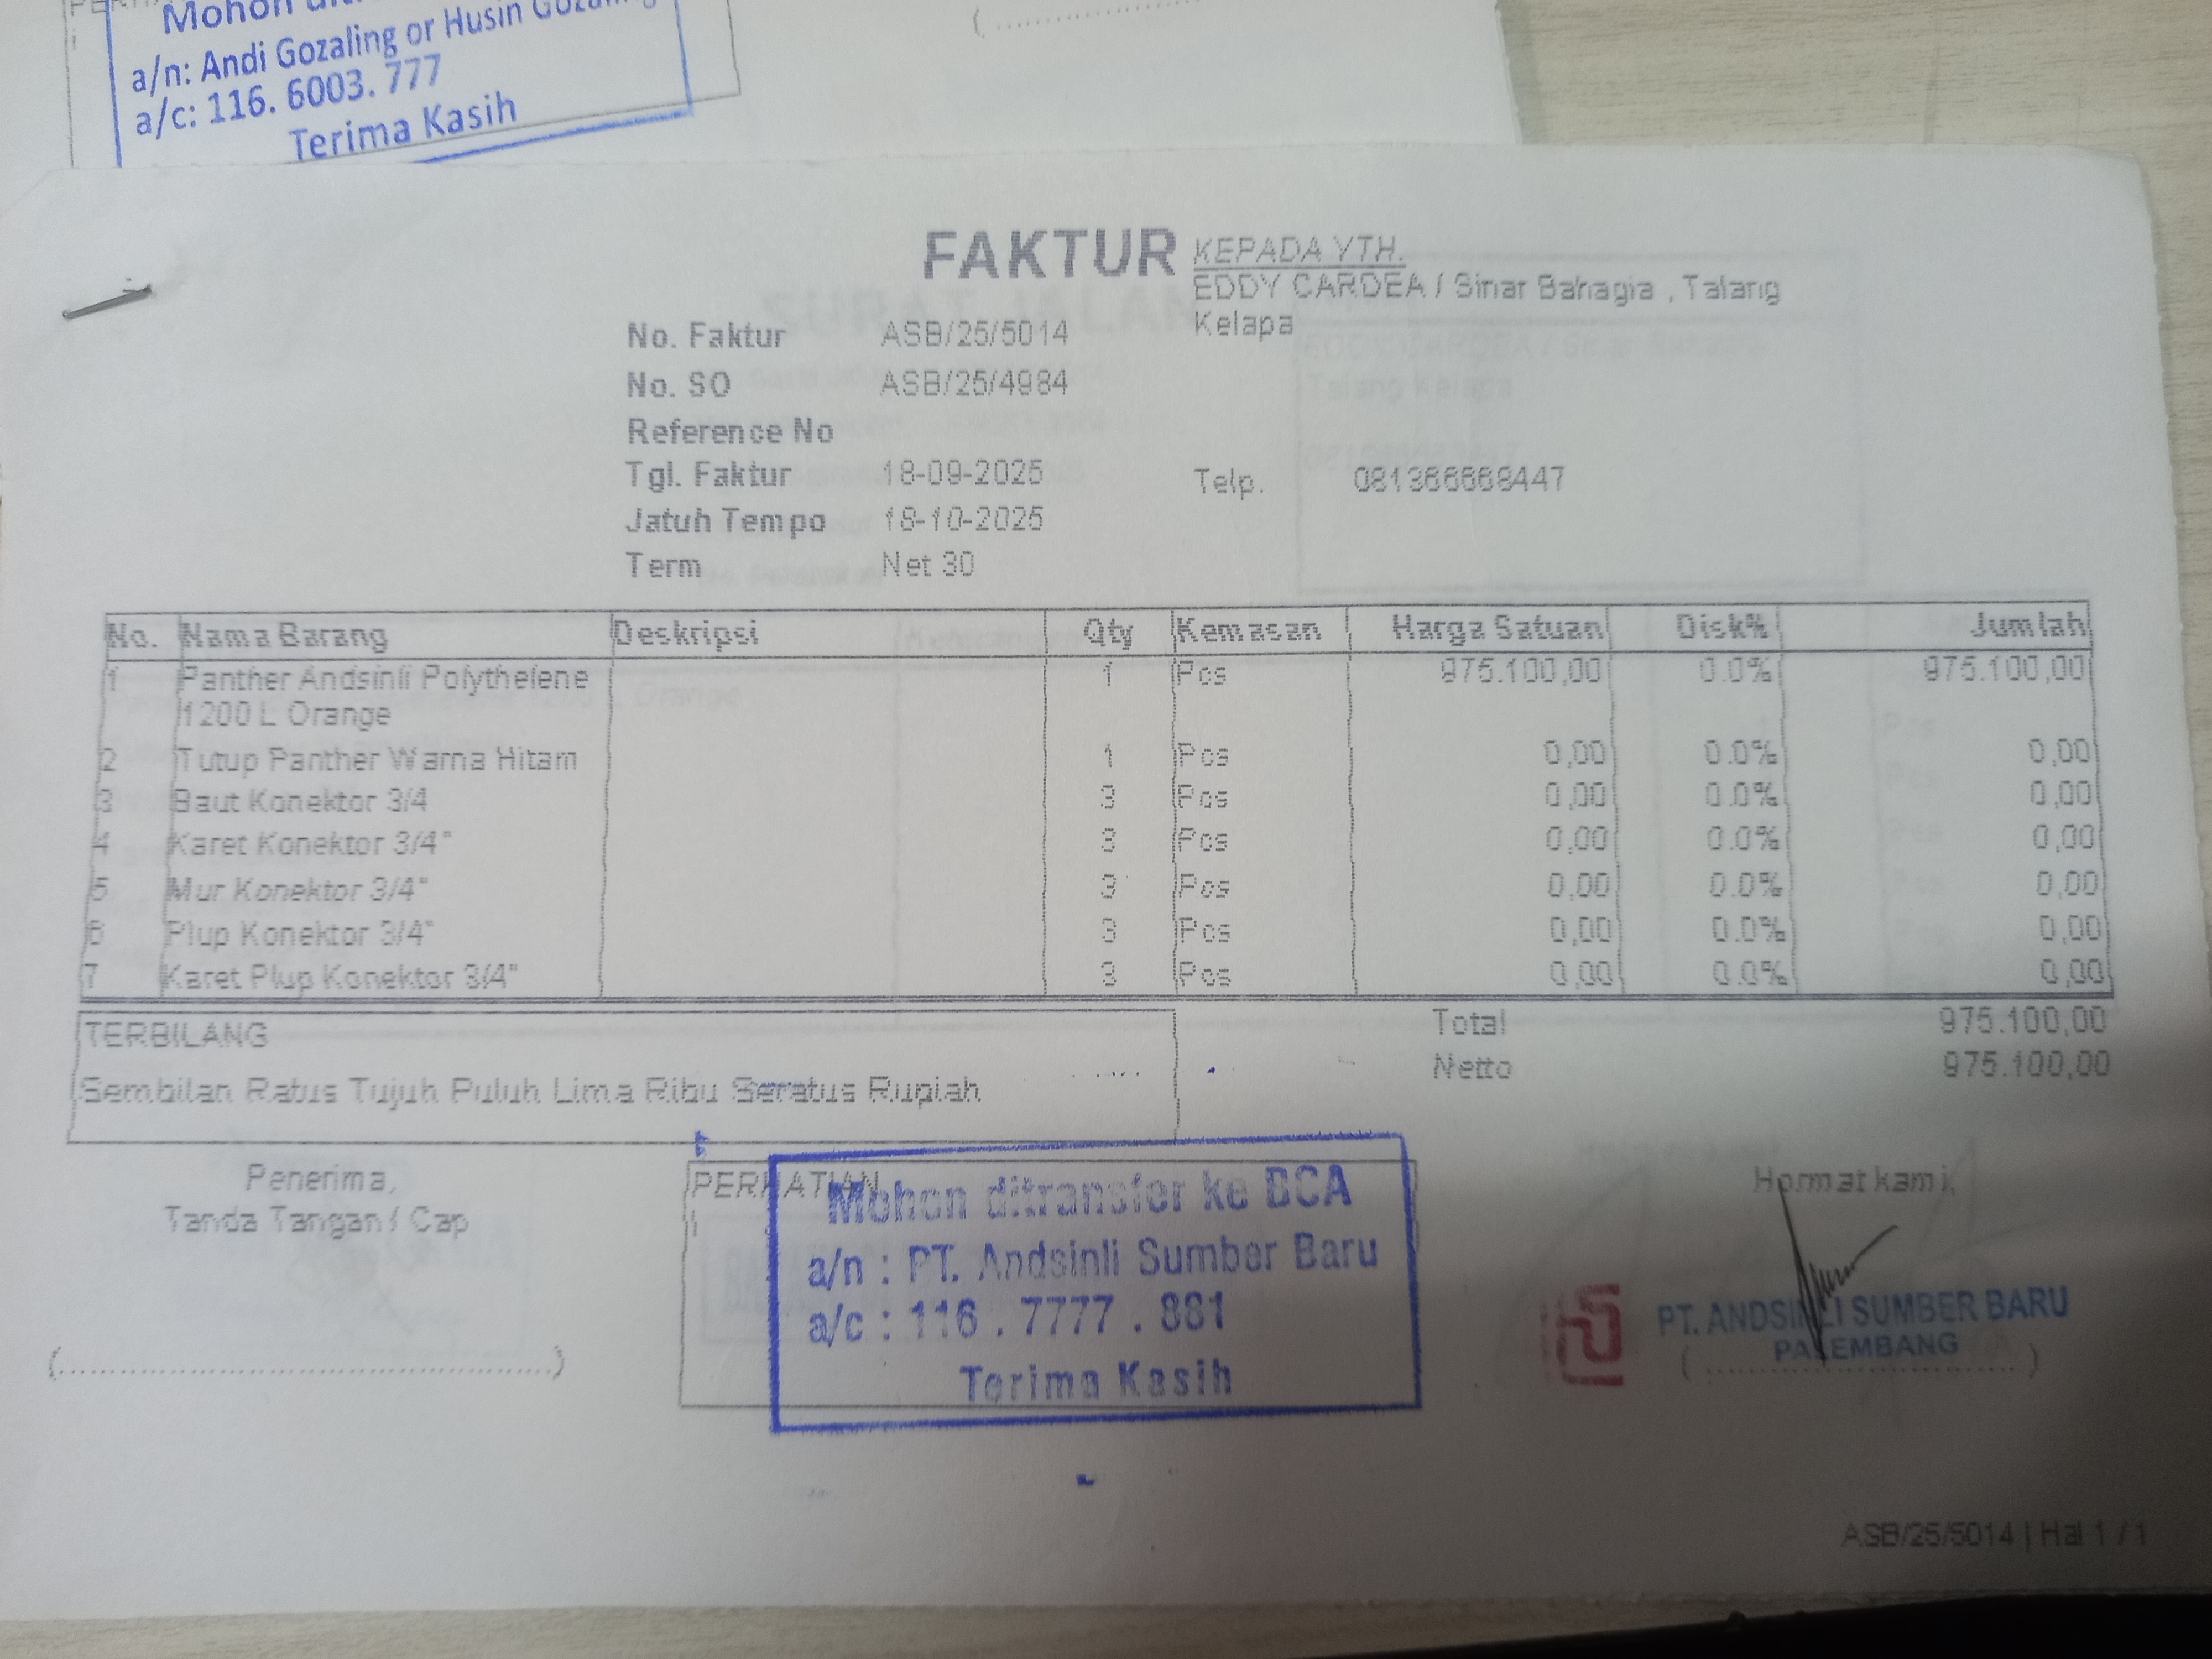 a/n: Andi Gozaling or Husin
a/c: 116. 6003. 777
Terima Kasih
FAKTUR
KEPADA YTH.
EDDY CARDEA / Sinar Bahagia , Talang
Kelapa
No. Faktur ASB/25/5014
No. SO ASB/25/4984
Reference No
Tgl. Faktur 18-09-2025
Telp.
Jatuh Tempo 18-10-2025
Term Net 30
No. Nama Barang Deskripsi Qty Kemasan Harga Satuan Disk% Jumlah
1 Panther Andsinli Polythelene 1 Pcs 975.100,00 0.0% 975.100,00
1200 L Orange
2 Tutup Panther Warna Hitam 1 Pcs 0,00 0.0% 0,00
3 Baut Konektor 3/4 3 Pcs 0,00 0.0% 0,00
4 Karet Konektor 3/4" 3 Pcs 0,00 0.0% 0,00
5 Mur Konektor 3/4" 3 Pcs 0,00 0.0% 0,00
6 Plup Konektor 3/4" 3 Pcs 0,00 0.0% 0,00
7 Karet Plup Konektor 3/4" 3 Pcs 0,00 0.0% 0,00
TERBILANG
Sembilan Ratus Tujuh Puluh Lima Ribu Seratus Rupiah
Total 975.100,00
Netto 975.100,00
Penerima,
Tanda Tangan / Cap
PERHATIAN
Mohon ditransfer ke BCA
a/n : PT. Andsinli Sumber Baru
a/c : 116 . 7777 . 881
Terima Kasih
Hormat kami,
PT. ANDSINLI SUMBER BARU
PALEMBANG
ASB/25/5014 | Hal 1 / 1